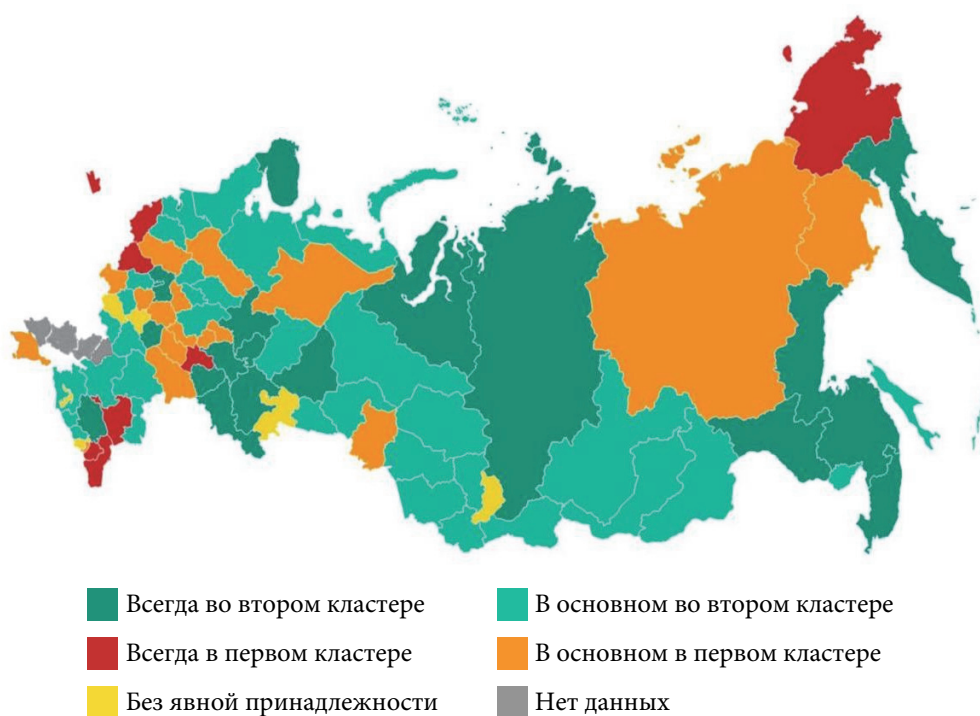 Всегда во втором кластере
В основном во втором кластере
Всегда в первом кластере
В основном в первом кластере
Без явной принадлежности
Нет данных